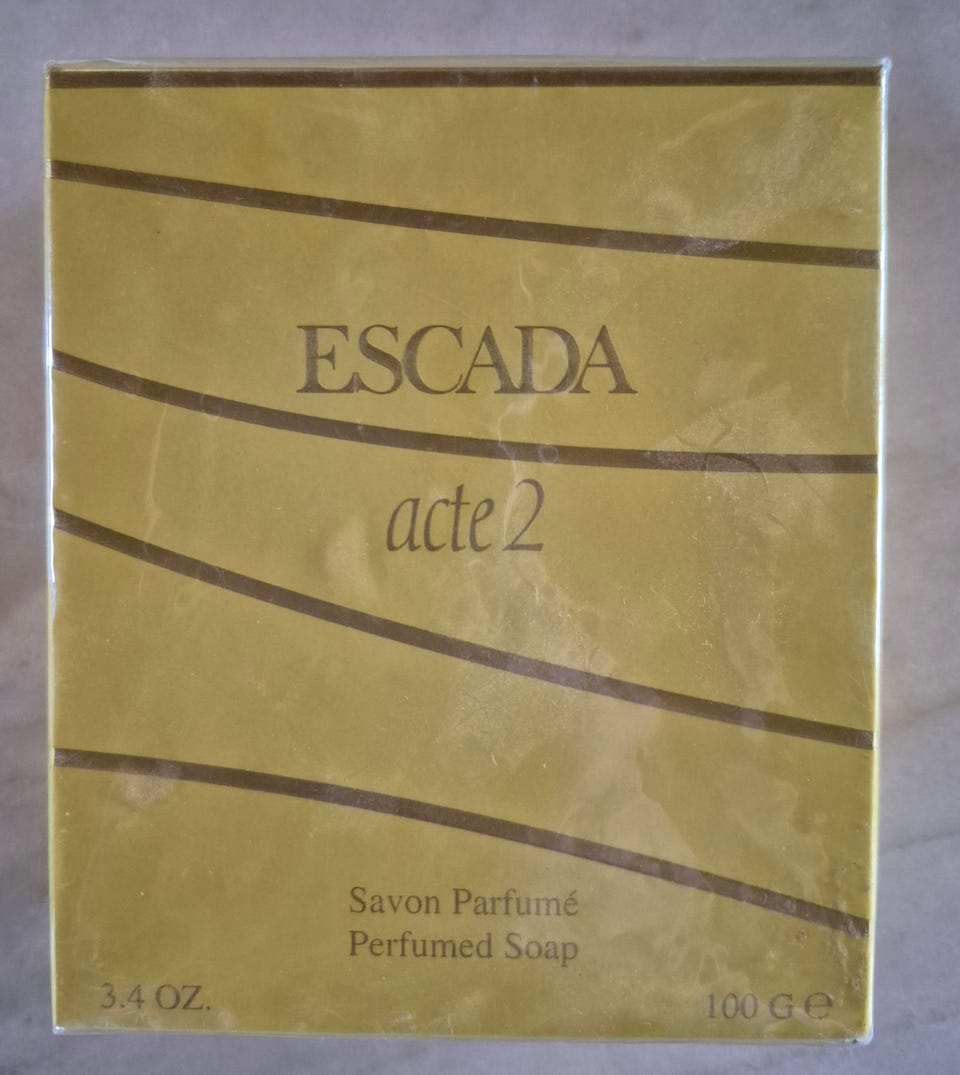 ESCADA
acte 2
Savon Parfumé
Perfumed Soap
3.4 OZ. 100 G ℮